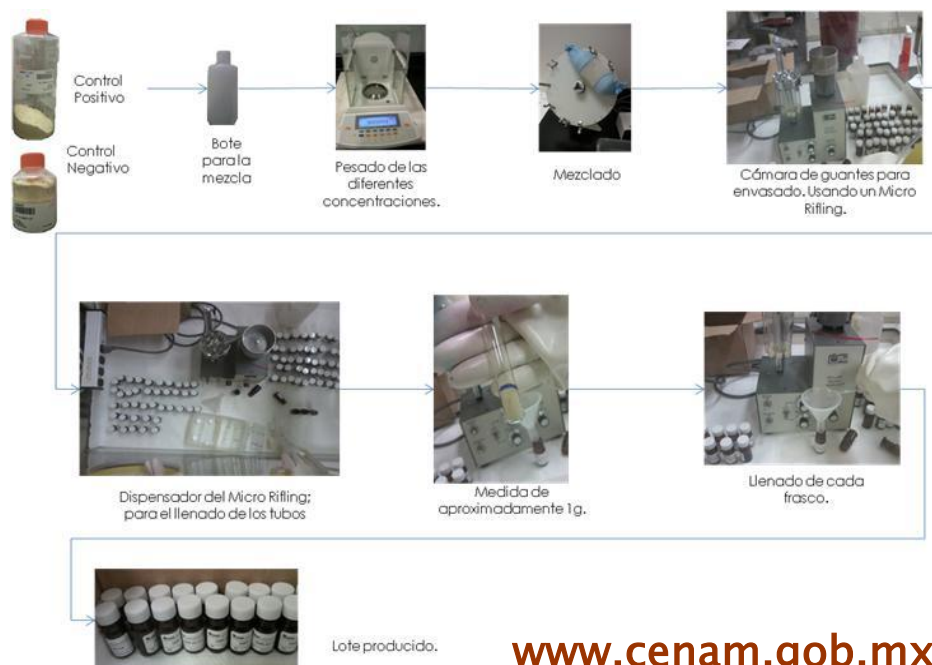 Control
Positivo
Control
Negativo
Bote
para la
mezcla
Pesado de las
diferentes
concentraciones.
Mezclado
Cámara de guantes para
envasado. Usando un Micro
Rifling.
Dispensador del Micro Rifling;
para el llenado de los tubos
Medida de
aproximadamente 1g.
Llenado de cada
frasco.
Lote producido.
www.cenam.gob.mx